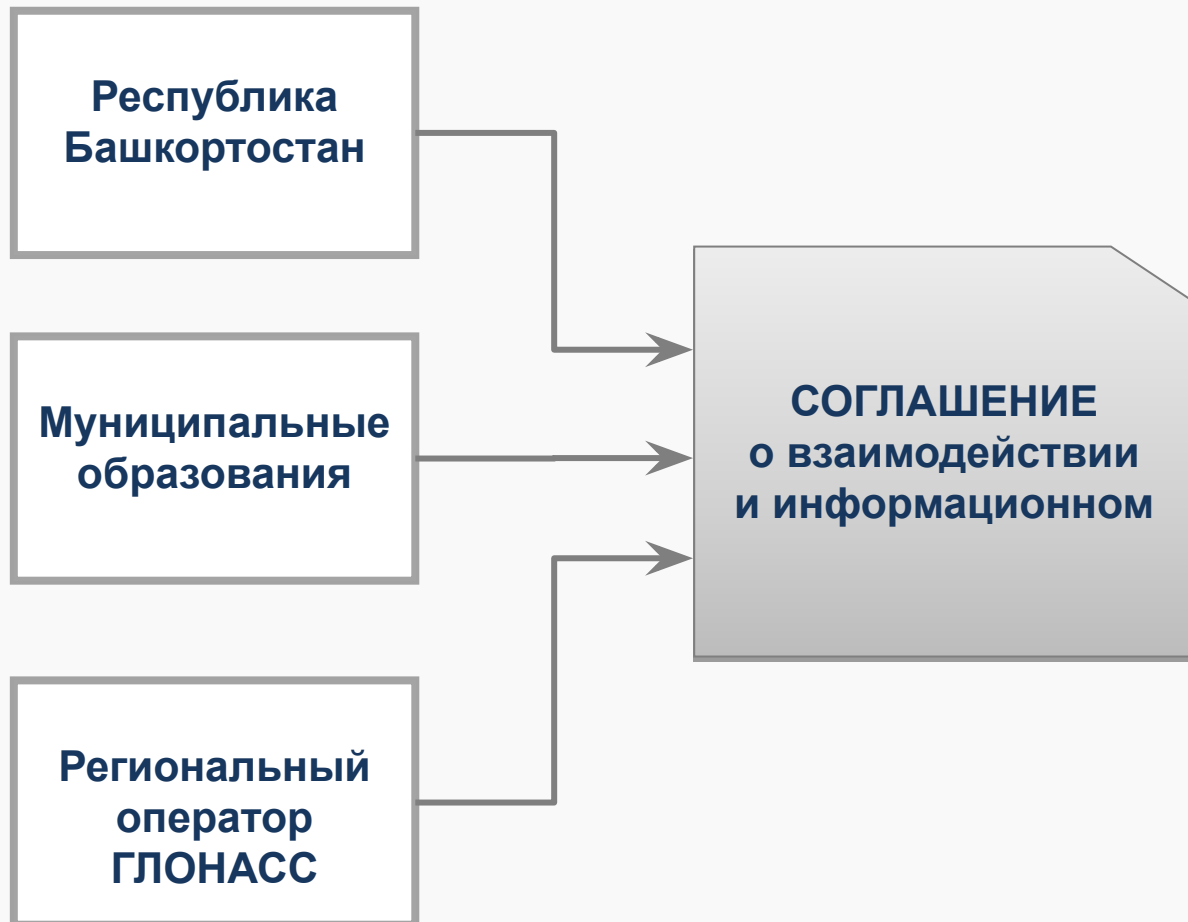 Республика
Башкортостан
Муниципальные
образования
Региональный
оператор
ГЛОНАСС
СОГЛАШЕНИЕ
о взаимодействии
и информационном